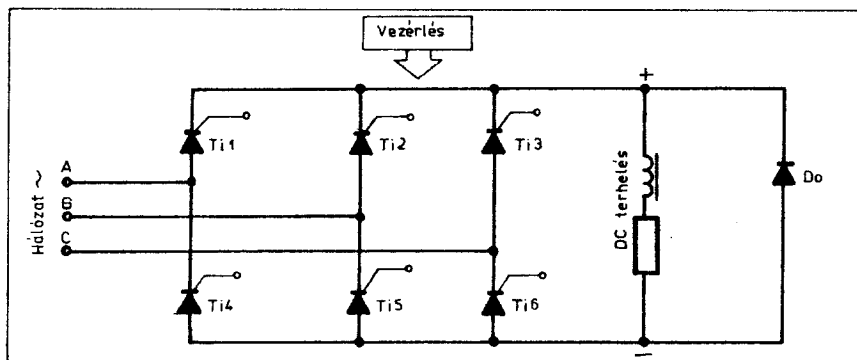 Vezérlés
+
Ti1
Ti2
Ti3
A
Do
B
C
Hálózat ~
DC terhelés
Ti4
Ti5
Ti6
−